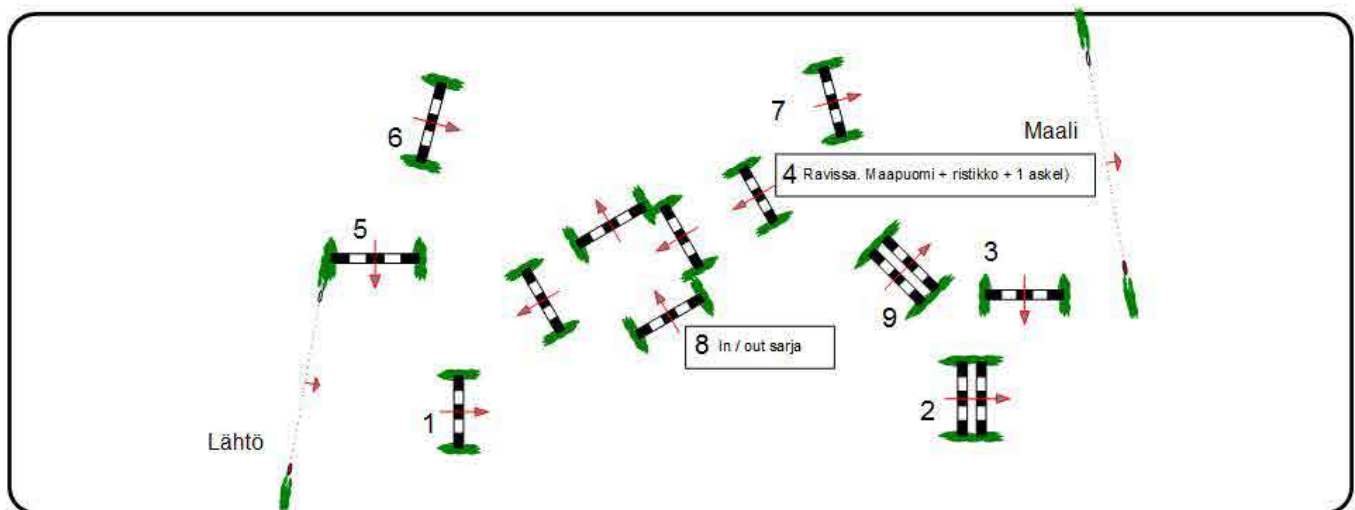 7
6
Maali
4 Ravissa. Maapuomi + ristikko + 1 askel)
5
3
9
8 In / out sarja
1
2
Lähtö